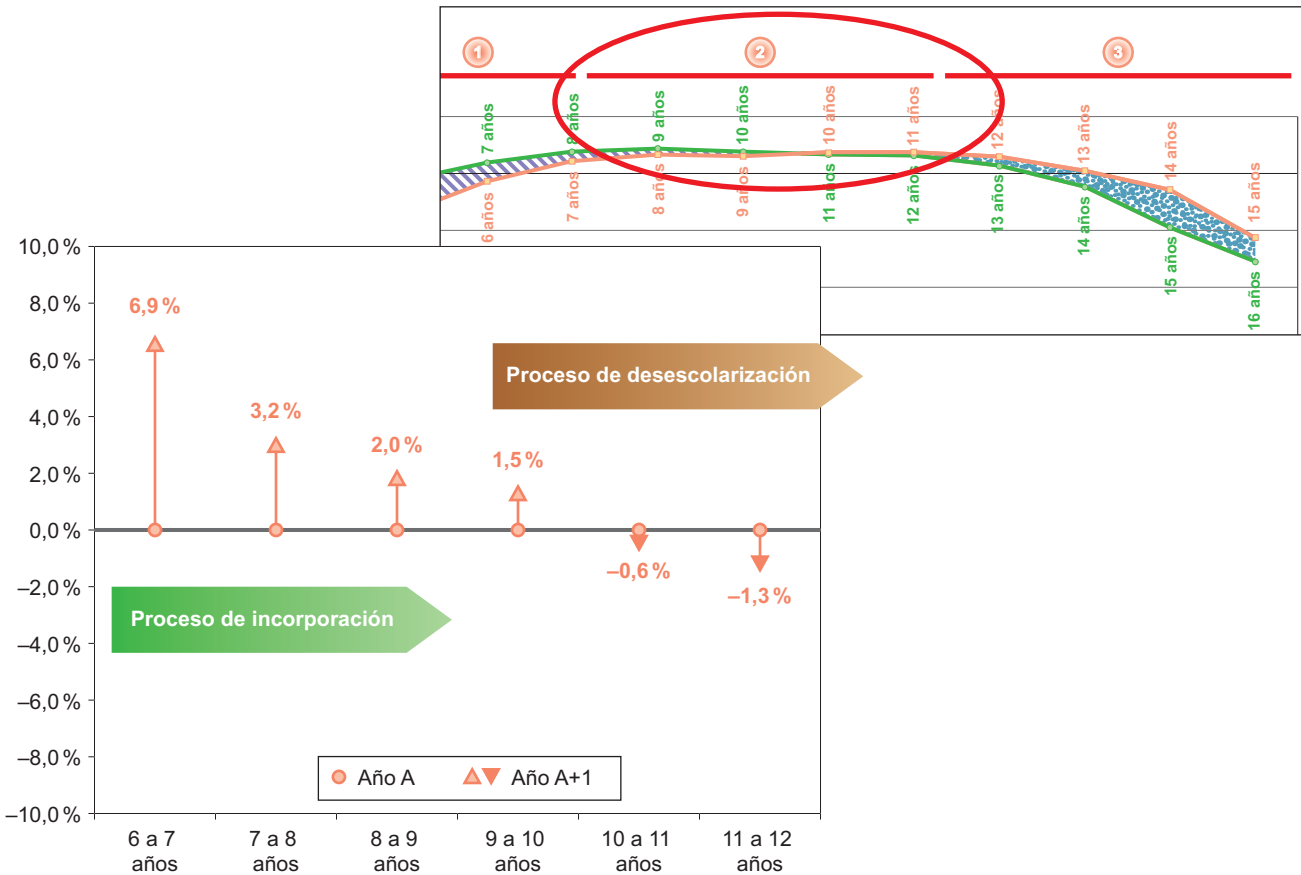 1
2
3
7 años
8 años
9 años
10 años
10 años
11 años
12 años
13 años
14 años
15 años
6 años
7 años
8 años
9 años
11 años
12 años
13 años
14 años
15 años
16 años
10,0 %
8,0 %
6,0 %
4,0 %
2,0 %
0,0 %
–2,0 %
–4,0 %
–6,0 %
–8,0 %
–10,0 %
6,9 %
3,2 %
2,0 %
1,5 %
–0,6 %
–1,3 %
Proceso de desescolarización
Proceso de incorporación
Año A
Año A+1
6 a 7
años
7 a 8
años
8 a 9
años
9 a 10
años
10 a 11
años
11 a 12
años